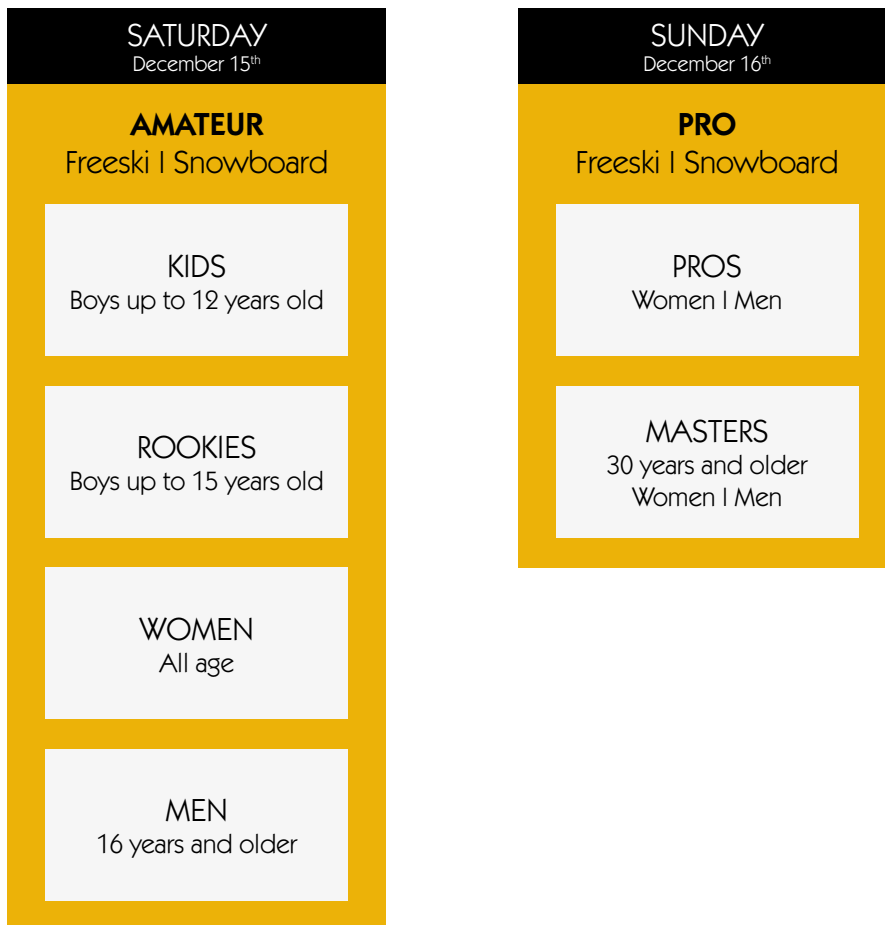 SATURDAY
December 15th
AMATEUR
Freeski I Snowboard
KIDS
Boys up to 12 years old
ROOKIES
Boys up to 15 years old
WOMEN
All age
MEN
16 years and older
SUNDAY
December 16th
PRO
Freeski I Snowboard
PROS
Women I Men
MASTERS
30 years and older
Women I Men